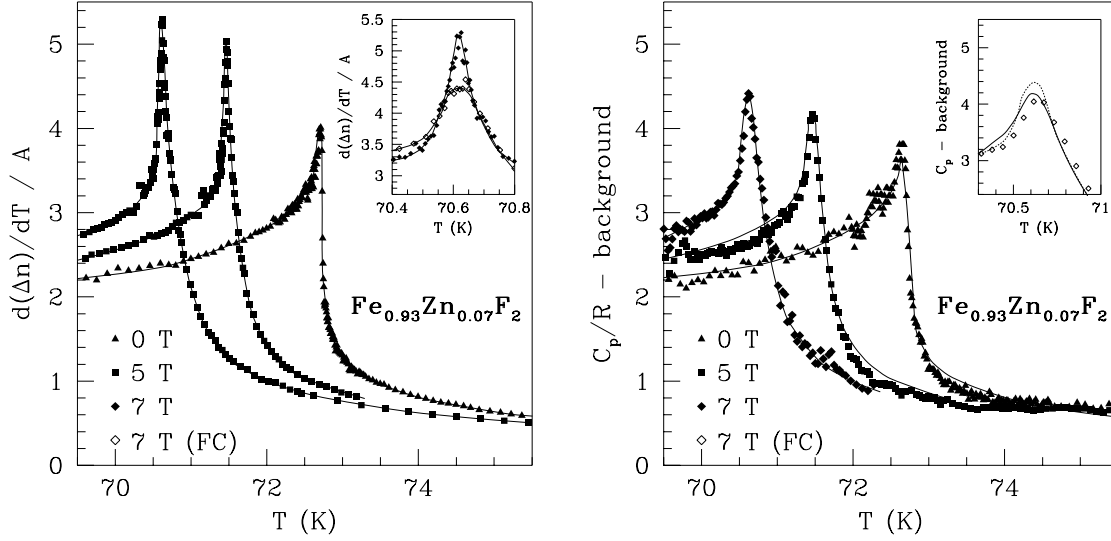 d(Δn)/dT / A
5
4
3
2
1
0
70
72
74
T (K)
Fe0.93Zn0.07F2
0 T
5 T
7 T
7 T (FC)
d(Δn)/dT / A
5.5
5
4.5
4
3.5
3
70.4
70.6
70.8
T (K)
Cp/R − background
5
4
3
2
1
0
70
72
74
T (K)
Fe0.93Zn0.07F2
0 T
5 T
7 T
7 T (FC)
Cp − background
5
4
3
70.5
71
T (K)